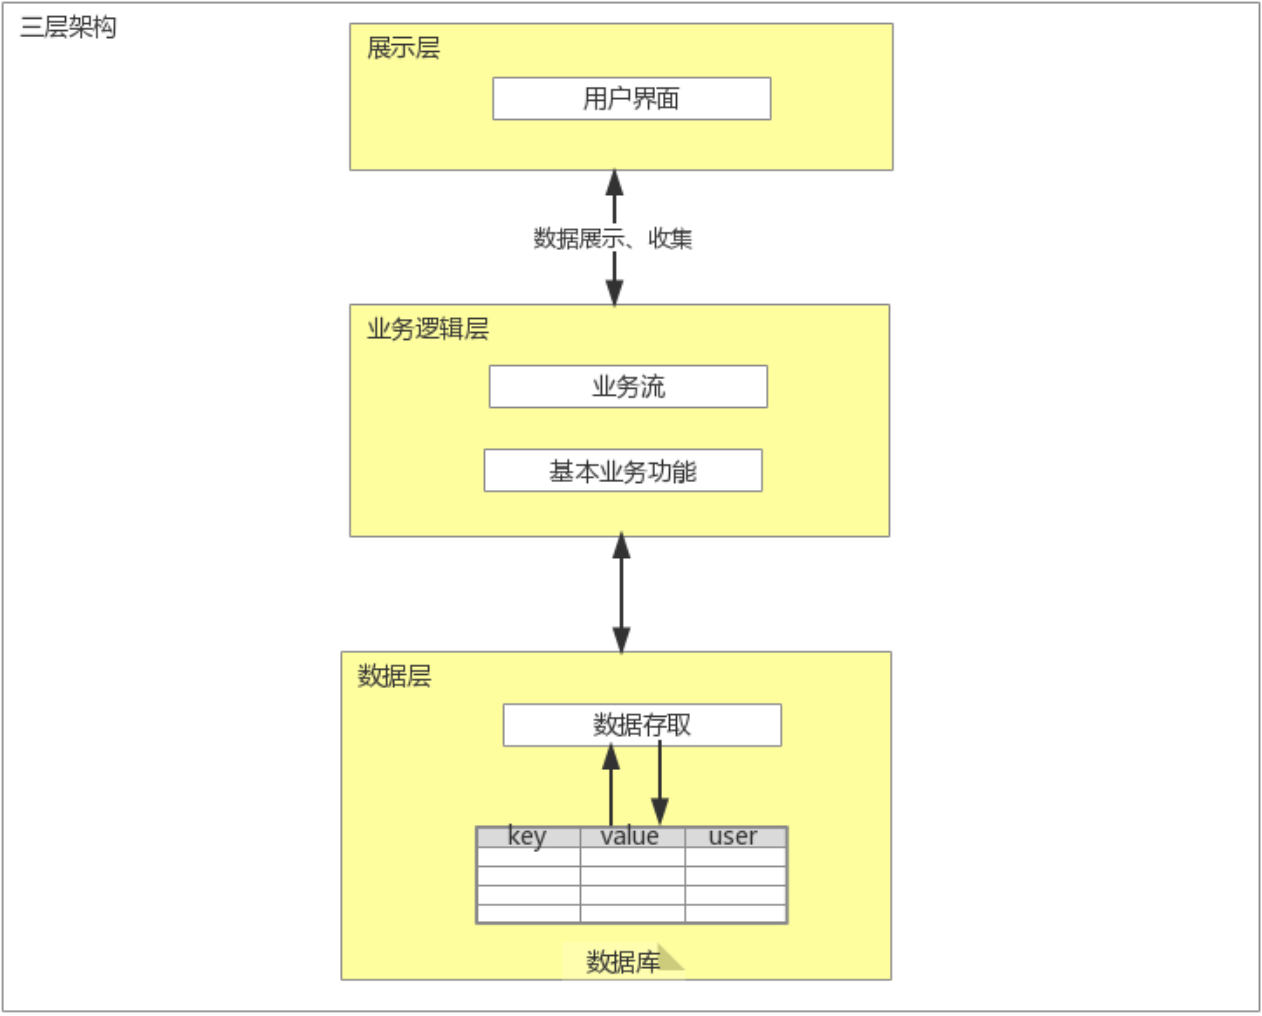 三层架构
展示层
用户界面
数据展示、收集
业务逻辑层
业务流
基本业务功能
数据层
数据存取
key value user
数据库